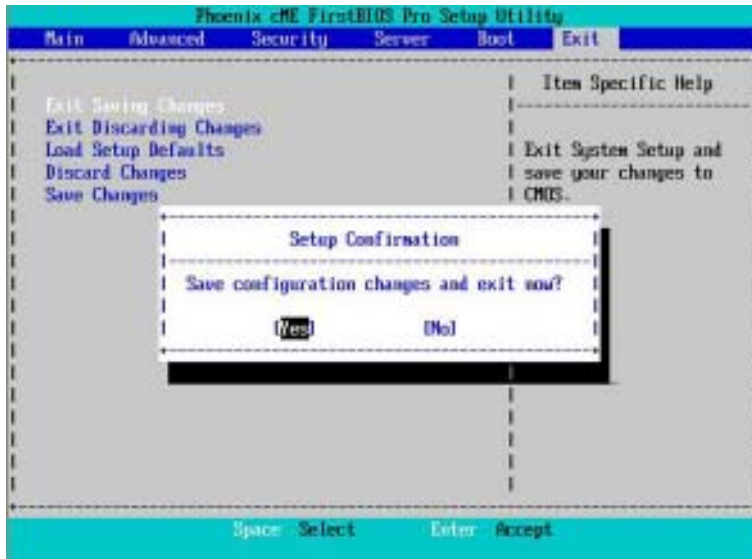 Phoenix cME FirstBIOS Pro Setup Utility
Main Advanced Security Server Boot Exit
Item Specific Help
Exit Saving Changes
Exit Discarding Changes
Load Setup Defaults
Discard Changes
Save Changes
Exit System Setup and
save your changes to
CMOS.
Setup Confirmation
Save configuration changes and exit now?
[Yes] [No]
Space Select Enter Accept